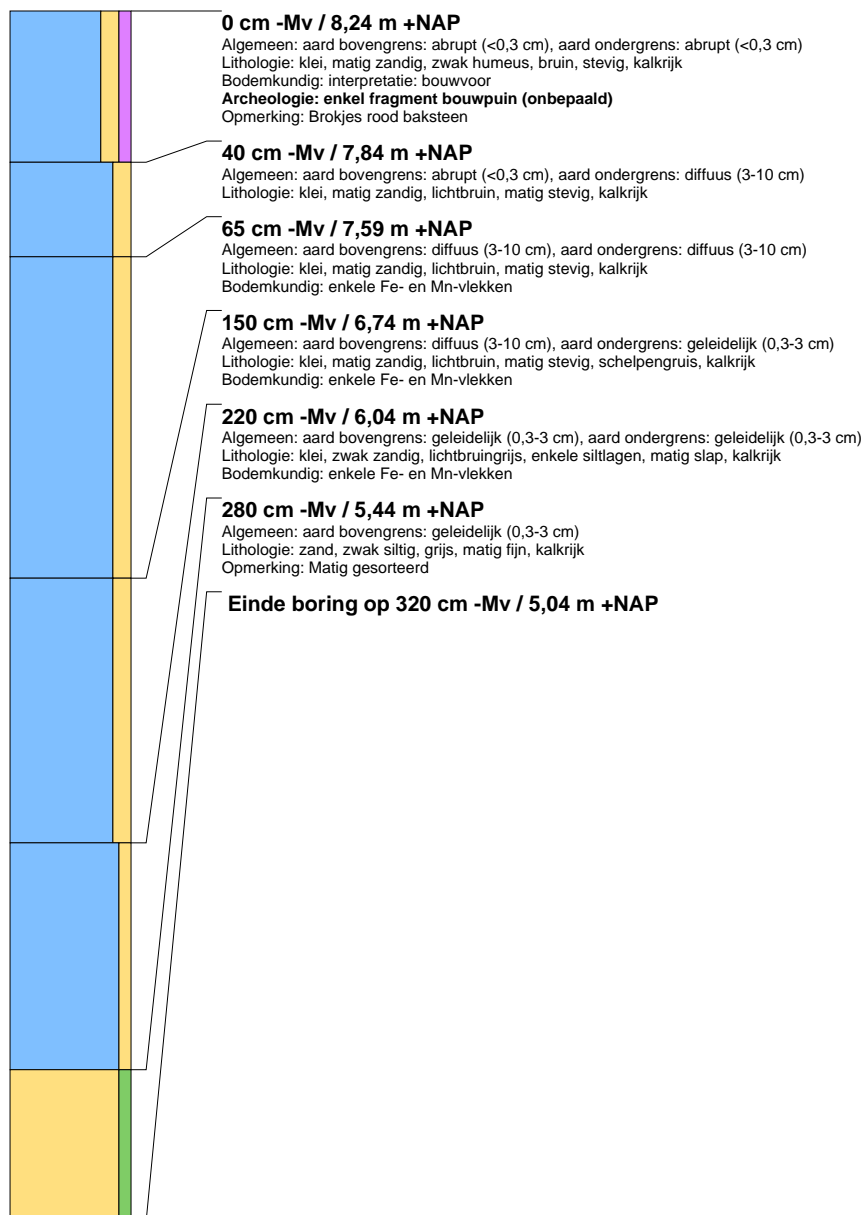 0 cm -Mv / 8,24 m +NAP
Algemeen: aard bovengrens: abrupt (<0,3 cm), aard ondergrens: abrupt (<0,3 cm)
Lithologie: klei, matig zandig, zwak humeus, bruin, stevig, kalkrijk
Bodemkundig: interpretatie: bouwvoor
Archeologie: enkel fragment bouwpuin (onbepaald)
Opmerking: Brokjes rood baksteen
40 cm -Mv / 7,84 m +NAP
Algemeen: aard bovengrens: abrupt (<0,3 cm), aard ondergrens: diffuus (3-10 cm)
Lithologie: klei, matig zandig, lichtbruin, matig stevig, kalkrijk
65 cm -Mv / 7,59 m +NAP
Algemeen: aard bovengrens: diffuus (3-10 cm), aard ondergrens: diffuus (3-10 cm)
Lithologie: klei, matig zandig, lichtbruin, matig stevig, kalkrijk
Bodemkundig: enkele Fe- en Mn-vlekken
150 cm -Mv / 6,74 m +NAP
Algemeen: aard bovengrens: diffuus (3-10 cm), aard ondergrens: geleidelijk (0,3-3 cm)
Lithologie: klei, matig zandig, lichtbruin, matig stevig, schelpengruis, kalkrijk
Bodemkundig: enkele Fe- en Mn-vlekken
220 cm -Mv / 6,04 m +NAP
Algemeen: aard bovengrens: geleidelijk (0,3-3 cm), aard ondergrens: geleidelijk (0,3-3 cm)
Lithologie: klei, zwak zandig, lichtbruingrijs, enkele siltlagen, matig slap, kalkrijk
Bodemkundig: enkele Fe- en Mn-vlekken
280 cm -Mv / 5,44 m +NAP
Algemeen: aard bovengrens: geleidelijk (0,3-3 cm)
Lithologie: zand, zwak siltig, grijs, matig fijn, kalkrijk
Opmerking: Matig gesorteerd
Einde boring op 320 cm -Mv / 5,04 m +NAP